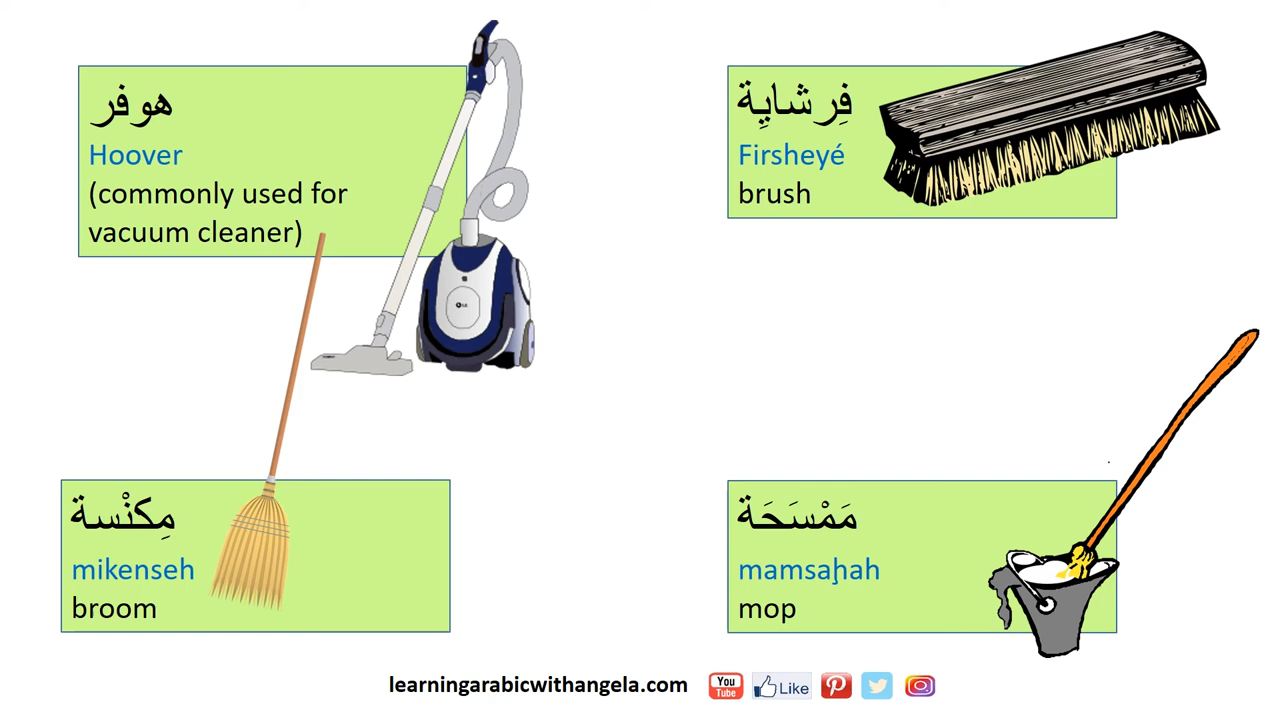 هوفر
Hoover
(commonly used for
vacuum cleaner)
فِرشايِة
Firsheyé
brush
مِكنْسة
mikenseh
broom
مَمْسَحَة
mamsaḩah
mop
learningarabicwithangela.com
You
Tube
Like